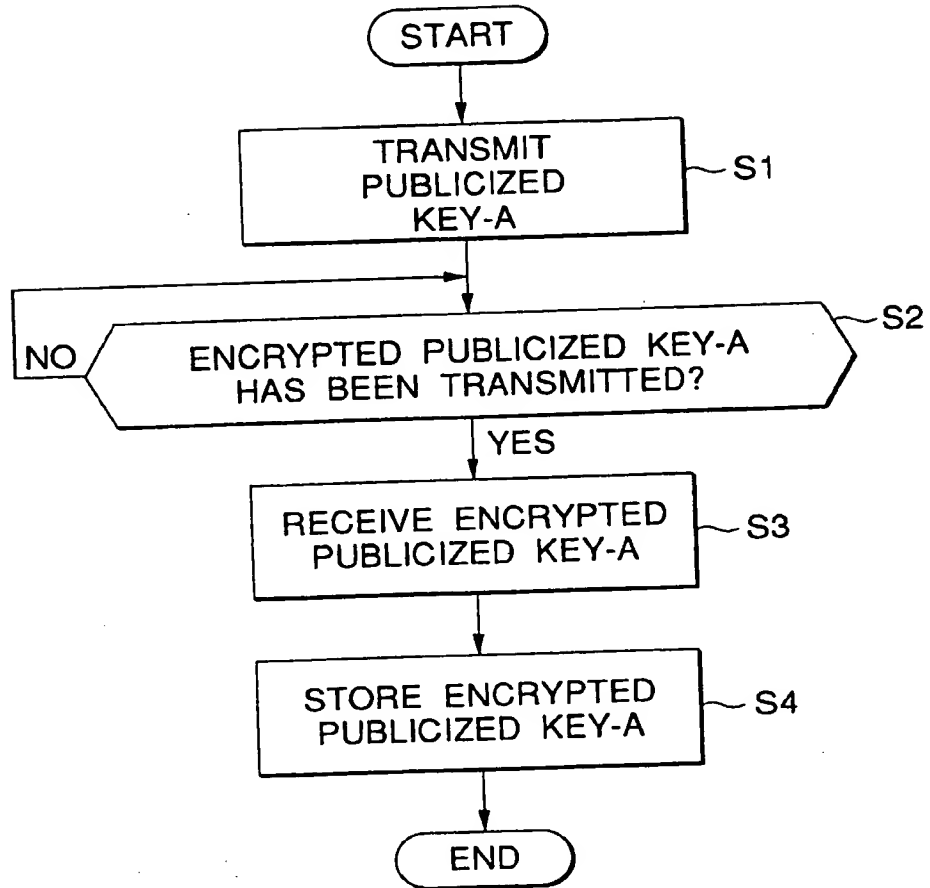 START
TRANSMIT
PUBLICIZED
KEY-A
S1
NO
ENCRYPTED PUBLICIZED KEY-A
HAS BEEN TRANSMITTED?
S2
YES
RECEIVE ENCRYPTED
PUBLICIZED KEY-A
S3
STORE ENCRYPTED
PUBLICIZED KEY-A
S4
END